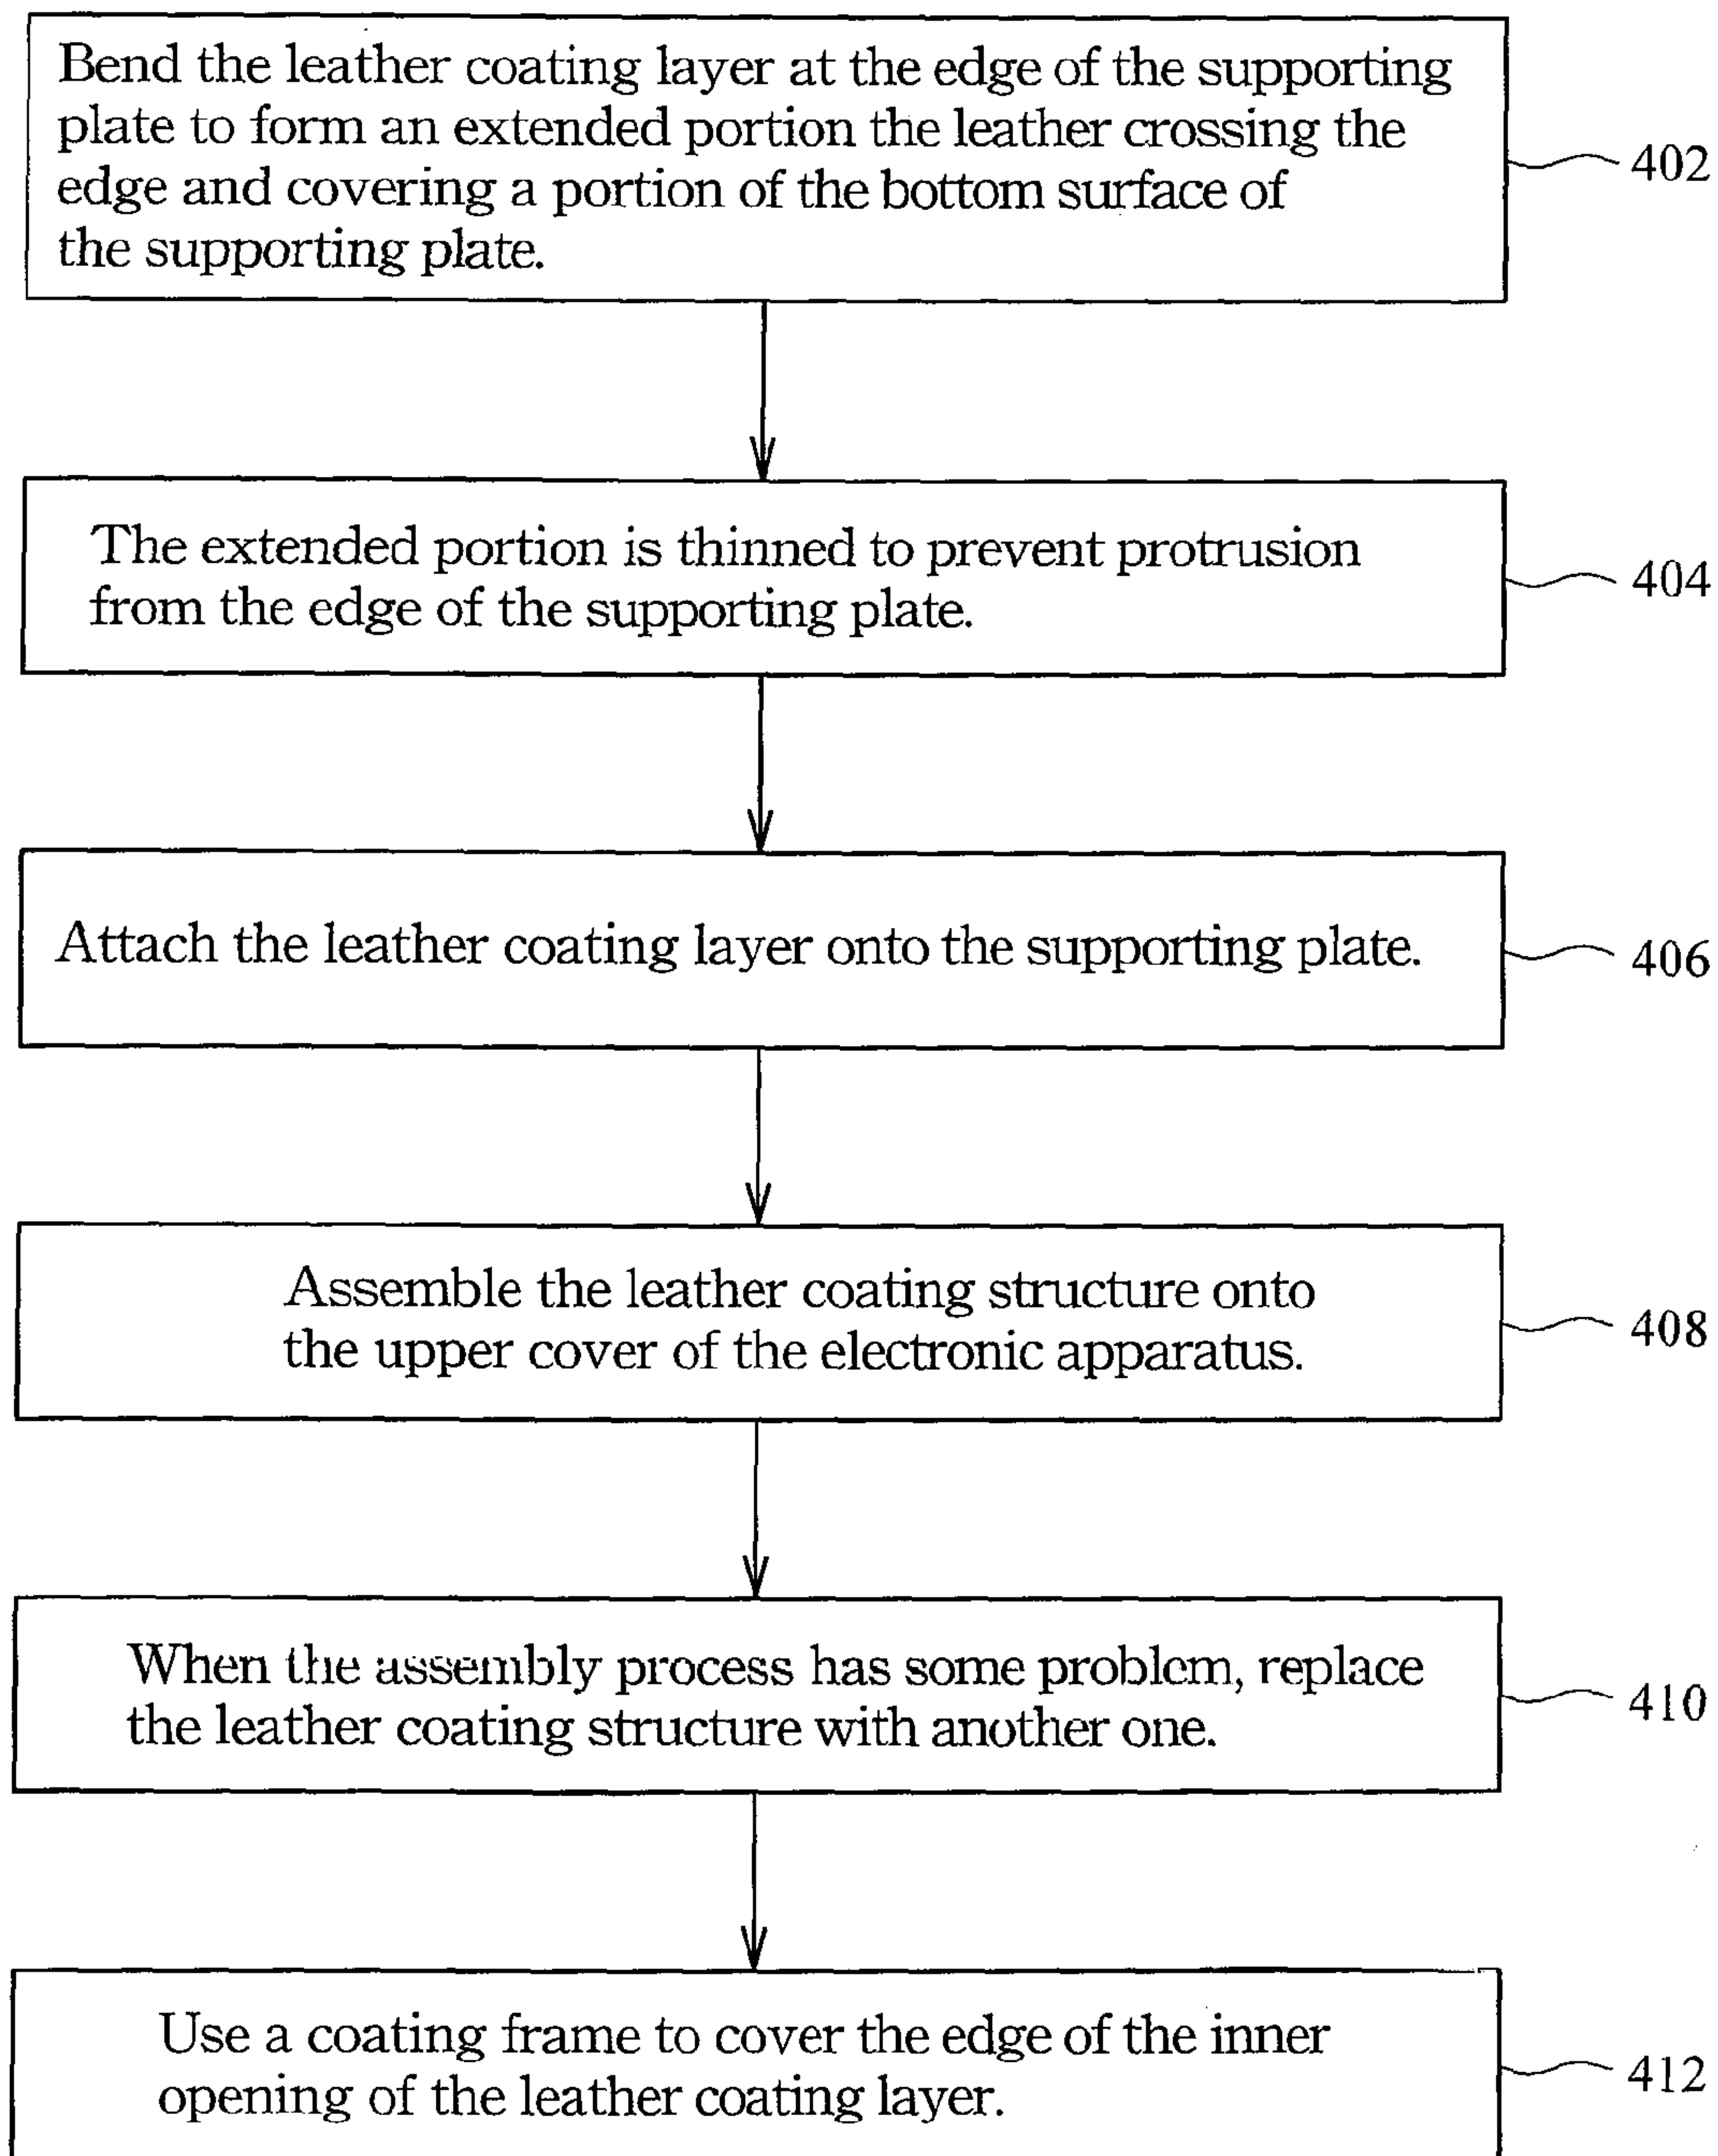 Bend the leather coating layer at the edge of the supporting
plate to form an extended portion the leather crossing the
edge and covering a portion of the bottom surface of
the supporting plate.
402
The extended portion is thinned to prevent protrusion
from the edge of the supporting plate.
404
Attach the leather coating layer onto the supporting plate.
406
Assemble the leather coating structure onto
the upper cover of the electronic apparatus.
408
When the assembly process has some problem, replace
the leather coating structure with another one.
410
Use a coating frame to cover the edge of the inner
opening of the leather coating layer.
412